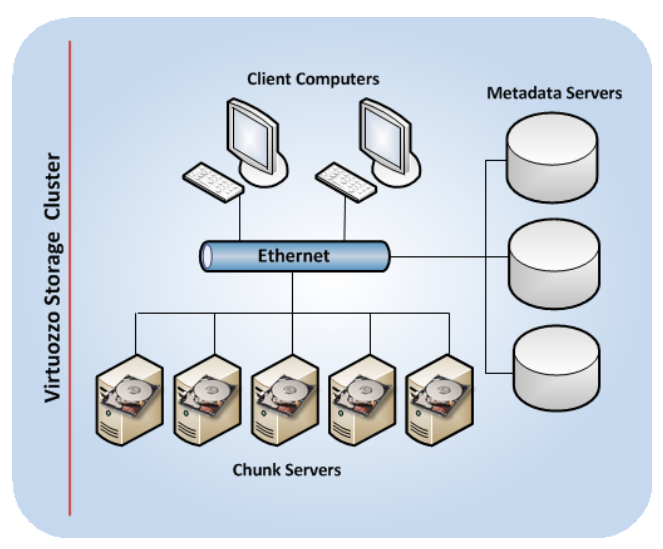 Virtuozzo Storage Cluster
Client Computers
Metadata Servers
Ethernet
Chunk Servers